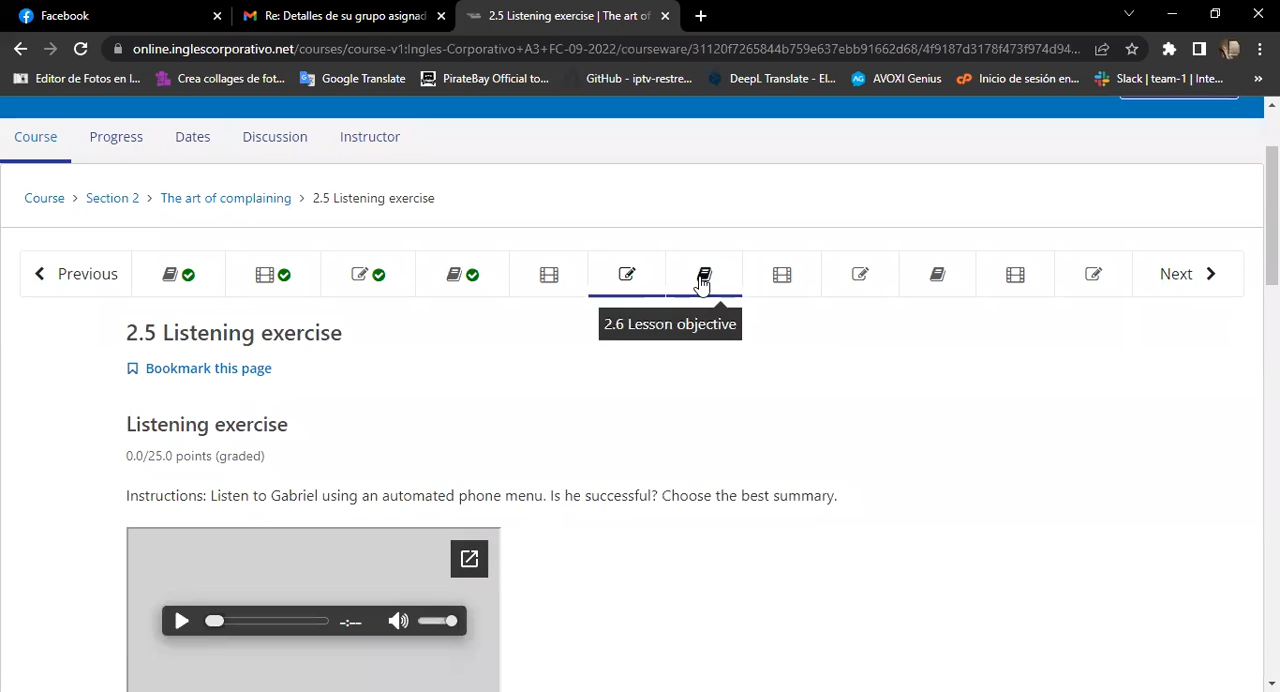 Facebook
Re: Detalles de su grupo asignad
2.5 Listening exercise | The art of
online.inglescorporativo.net/courses/course-v1:Ingles-Corporativo+A3+FC-09-2022/courseware/31120f7265844b759e637ebb91662d68/4f9187d3178f473f974d94...
Editor de Fotos en l...
Crea collages de fot...
Google Translate
PirateBay Official to...
GitHub - iptv-restre...
DeepL Translate - El...
AVOXI Genius
Inicio de sesión en...
Slack | team-1 | Inte...
Course
Progress
Dates
Discussion
Instructor
Course > Section 2 > The art of complaining > 2.5 Listening exercise
Previous
Next
2.6 Lesson objective
2.5 Listening exercise
Bookmark this page
Listening exercise
0.0/25.0 points (graded)
Instructions: Listen to Gabriel using an automated phone menu. Is he successful? Choose the best summary.
-:--